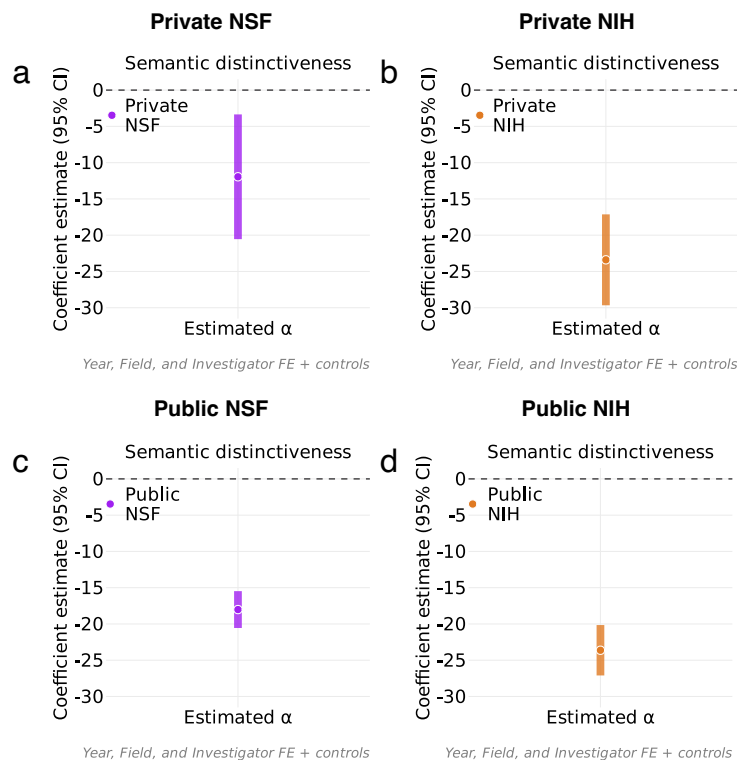 Private NSF
a
Semantic distinctiveness
Coefficient estimate (95% CI)
0
-5
-10
-15
-20
-25
-30
Private
NSF
Estimated α
Year, Field, and Investigator FE + controls
Private NIH
b
Semantic distinctiveness
Coefficient estimate (95% CI)
0
-5
-10
-15
-20
-25
-30
Private
NIH
Estimated α
Year, Field, and Investigator FE + controls
Public NSF
c
Semantic distinctiveness
Coefficient estimate (95% CI)
0
-5
-10
-15
-20
-25
-30
Public
NSF
Estimated α
Year, Field, and Investigator FE + controls
Public NIH
d
Semantic distinctiveness
Coefficient estimate (95% CI)
0
-5
-10
-15
-20
-25
-30
Public
NIH
Estimated α
Year, Field, and Investigator FE + controls